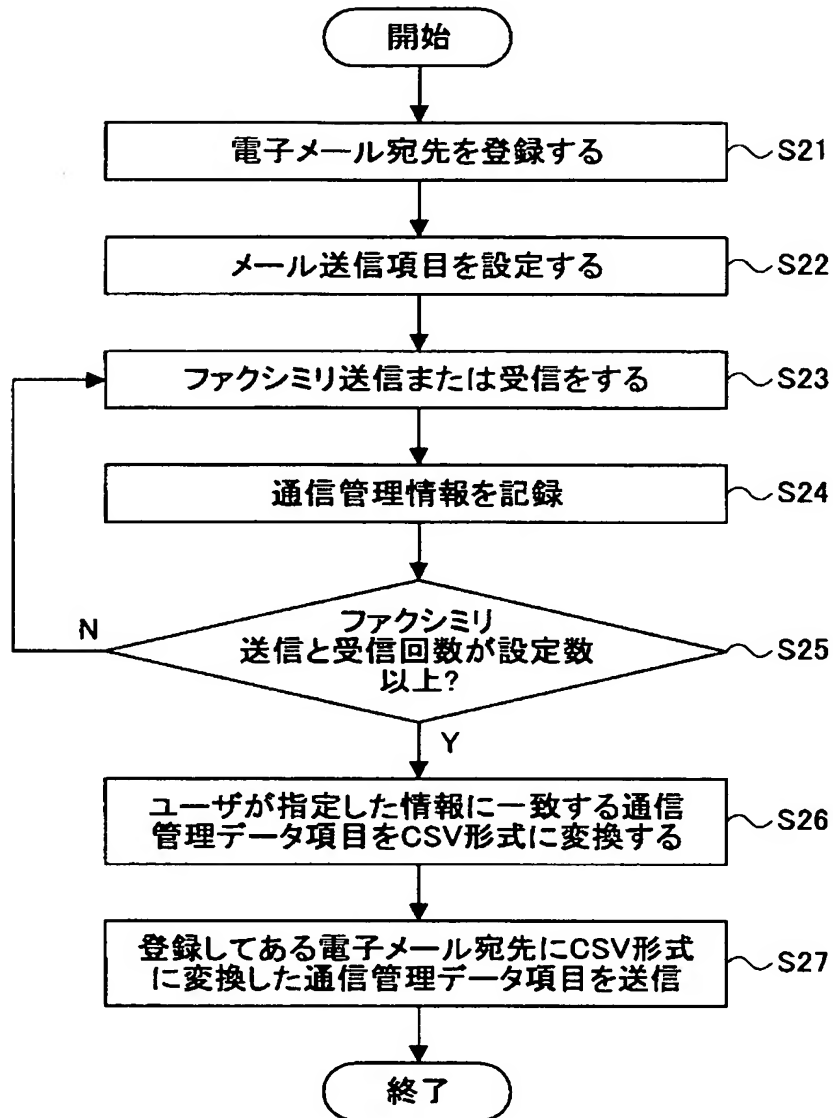 開始
電子メール宛先を登録する
S21
メール送信項目を設定する
S22
ファクシミリ送信または受信をする
S23
通信管理情報を記録
S24
ファクシミリ
送信と受信回数が設定数
以上?
S25
N
Y
ユーザが指定した情報に一致する通信
管理データ項目をCSV形式に変換する
S26
登録してある電子メール宛先にCSV形式
に変換した通信管理データ項目を送信
S27
終了